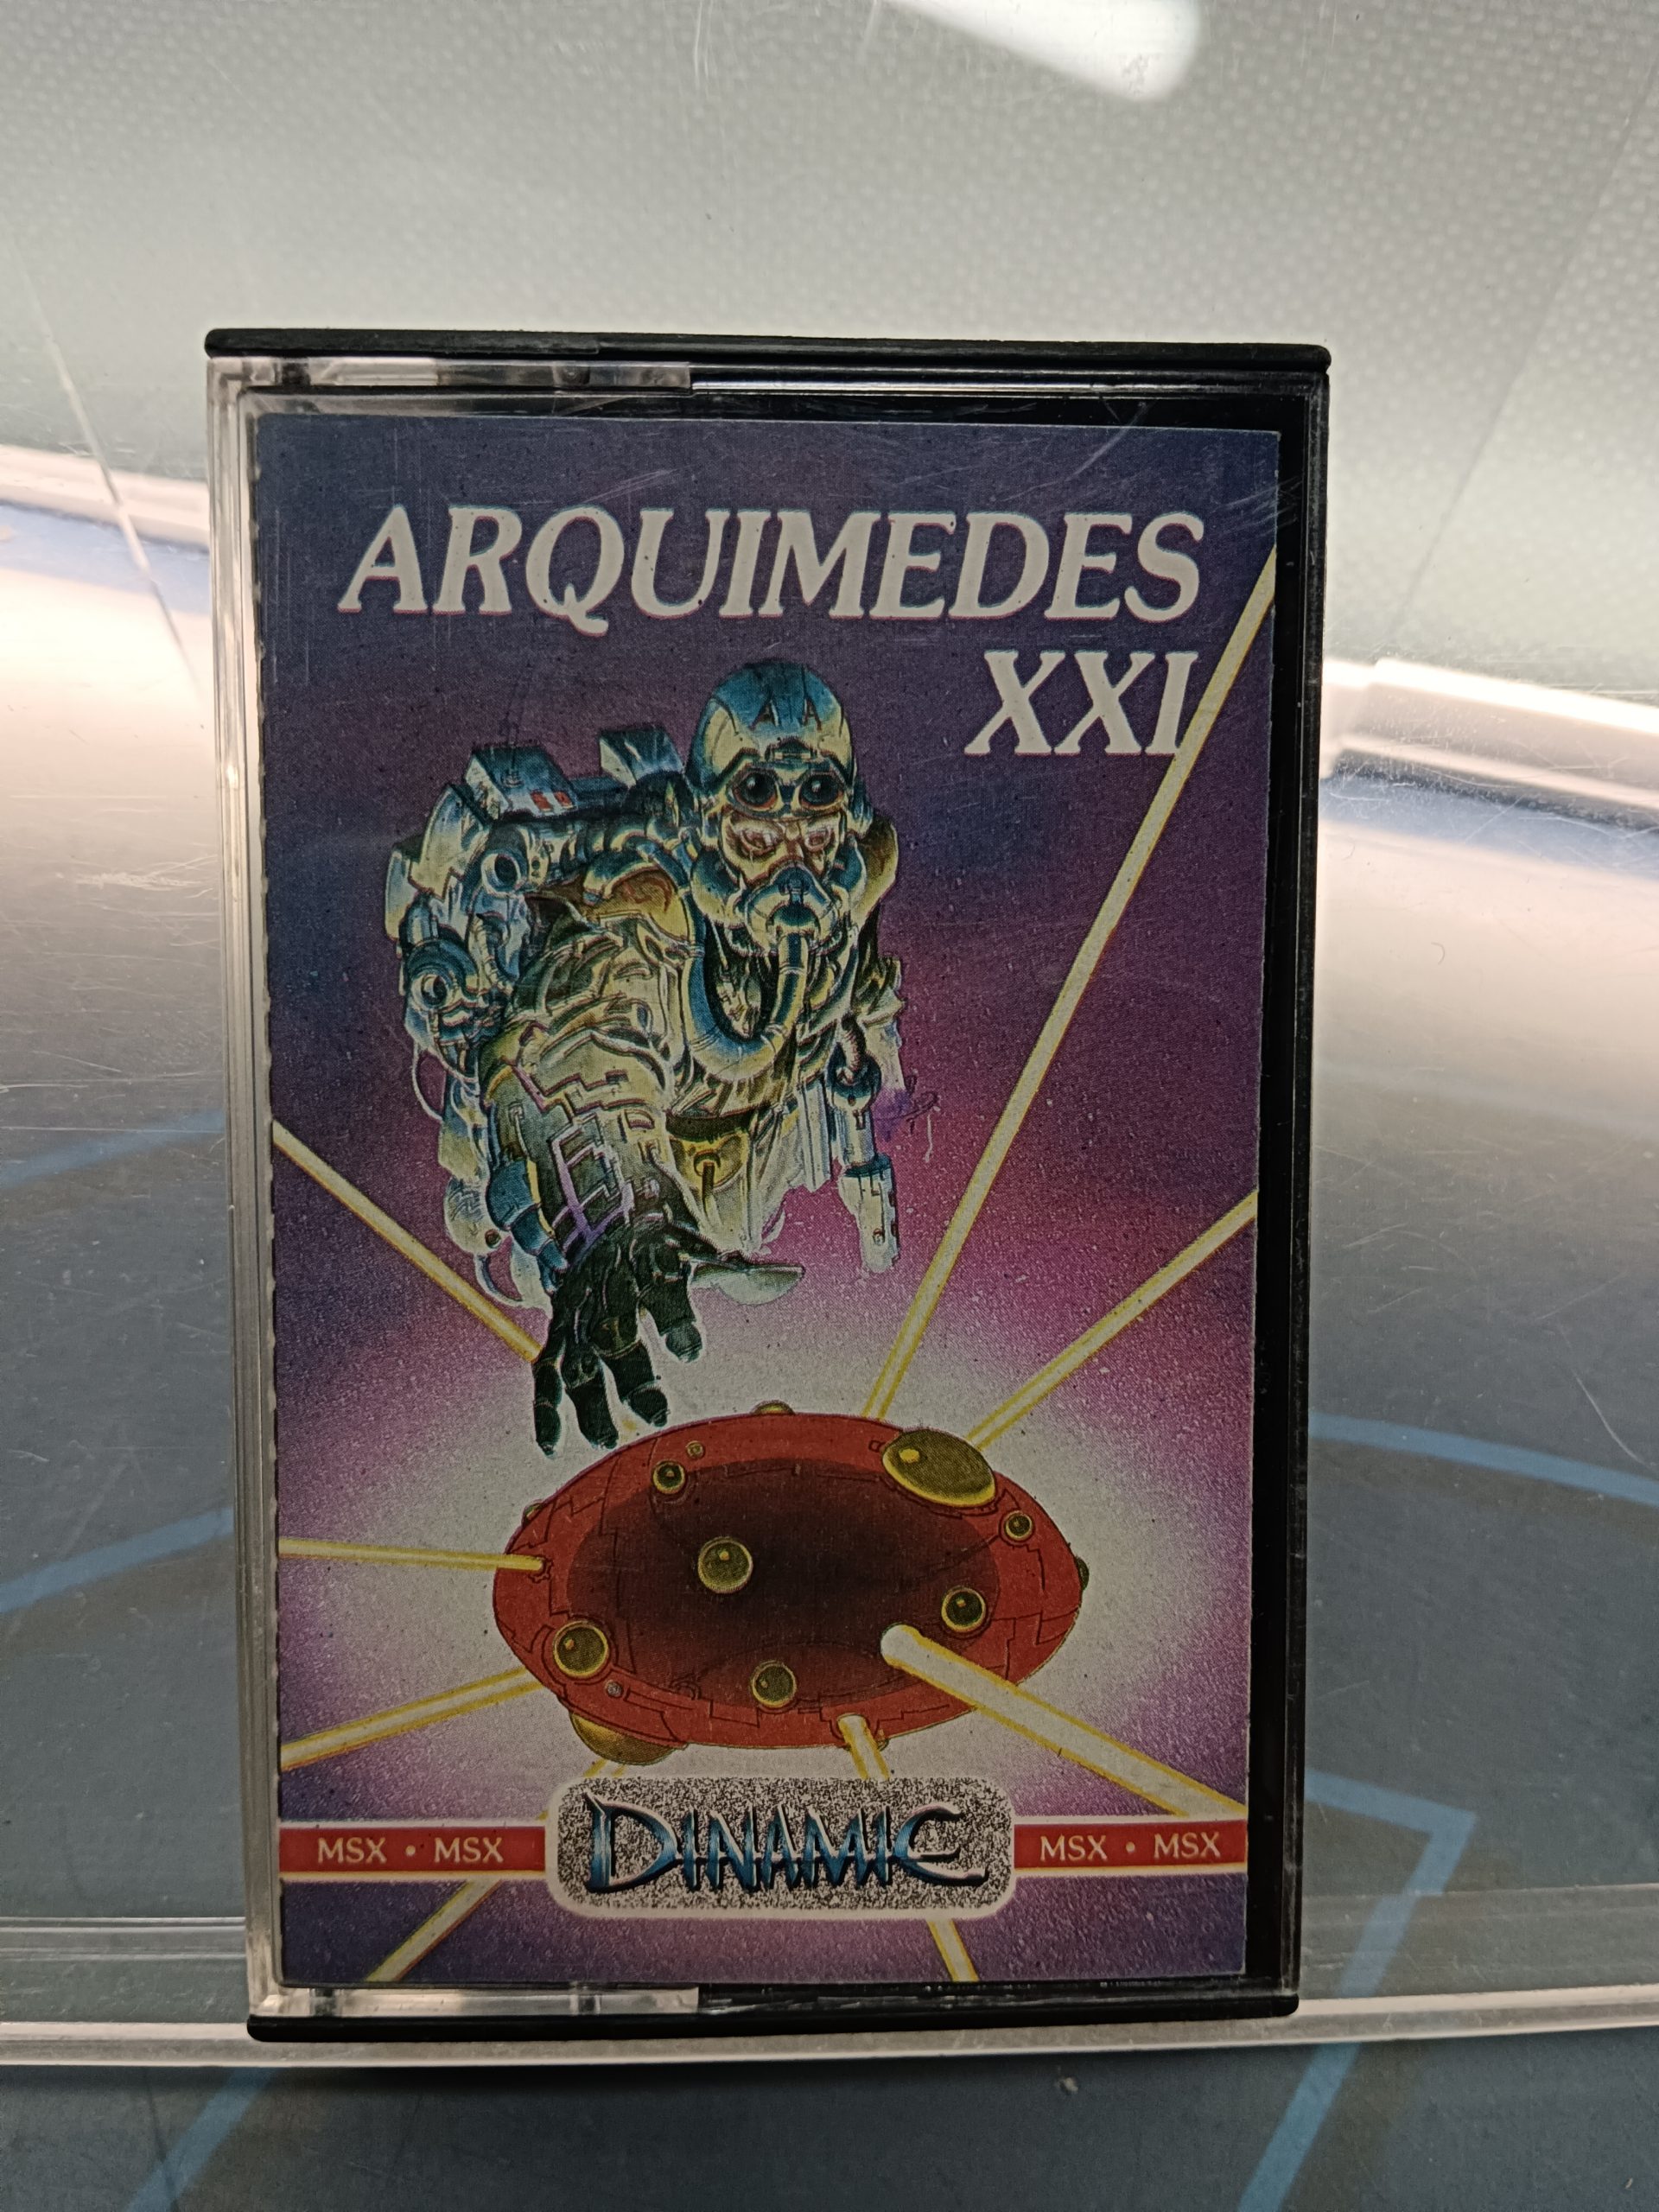 ARQUIMEDES
XXI
A A
MSX • MSX DINAMIC MSX • MSX